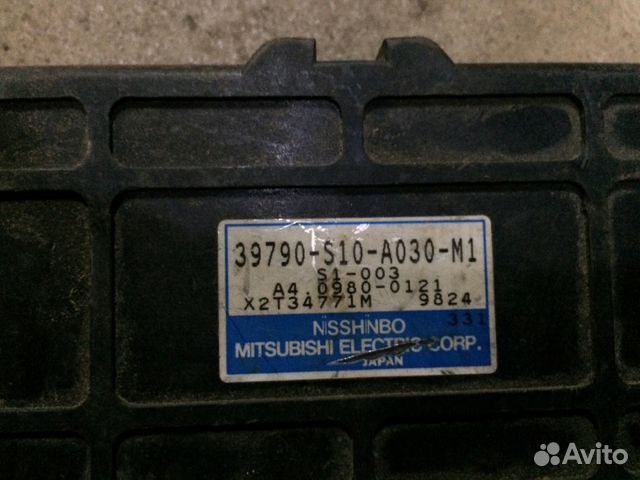 39790-S10-A030-M1
S1-003
A4.0980-0121
X2T34771M 9824
331
NISSHINBO
MITSUBISHI ELECTRIC CORP.
JAPAN
Avito